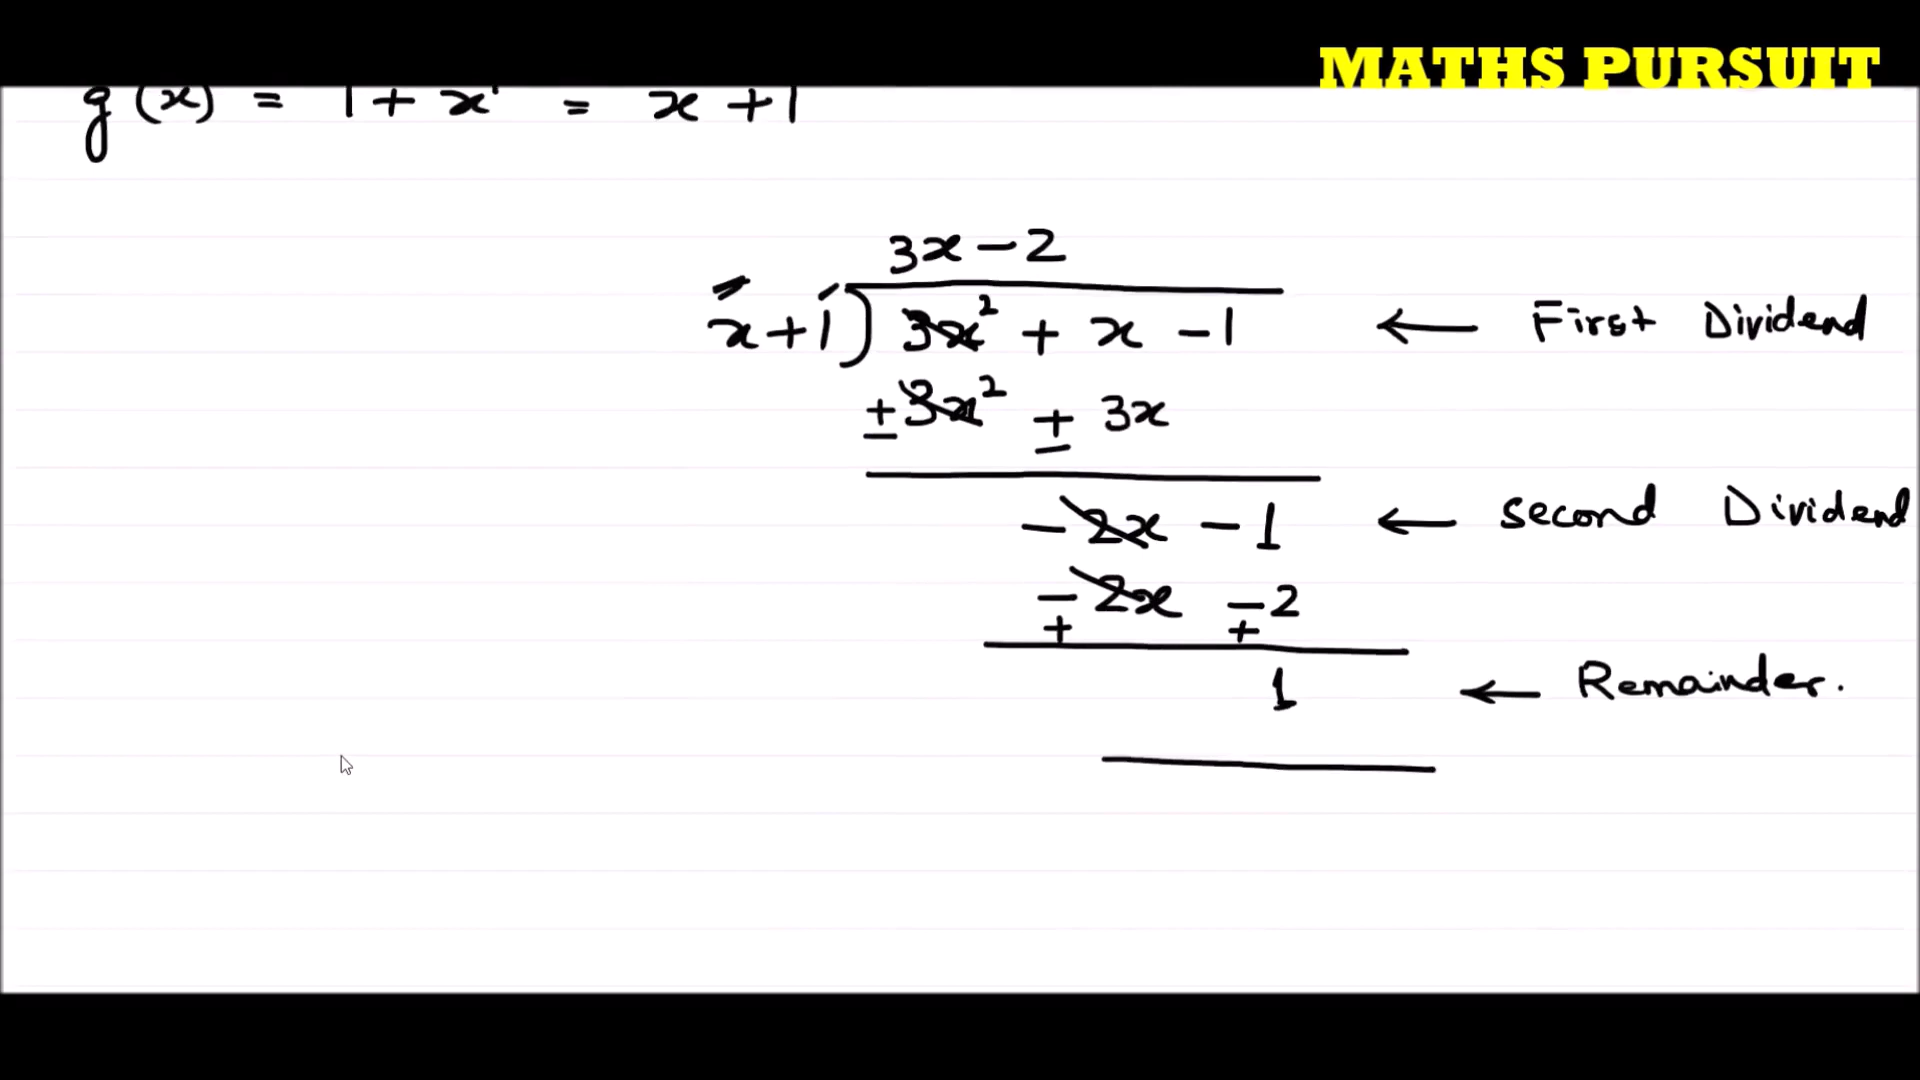 MATHS PURSUIT
g(x) = 1 + x¹ = x + 1
3x - 2
x + 1 ) 3x² + x - 1 ← First Dividend
± 3x² ± 3x
- 2x - 1 ← second Dividend
- 2x - 2
+ +
1 ← Remainder.